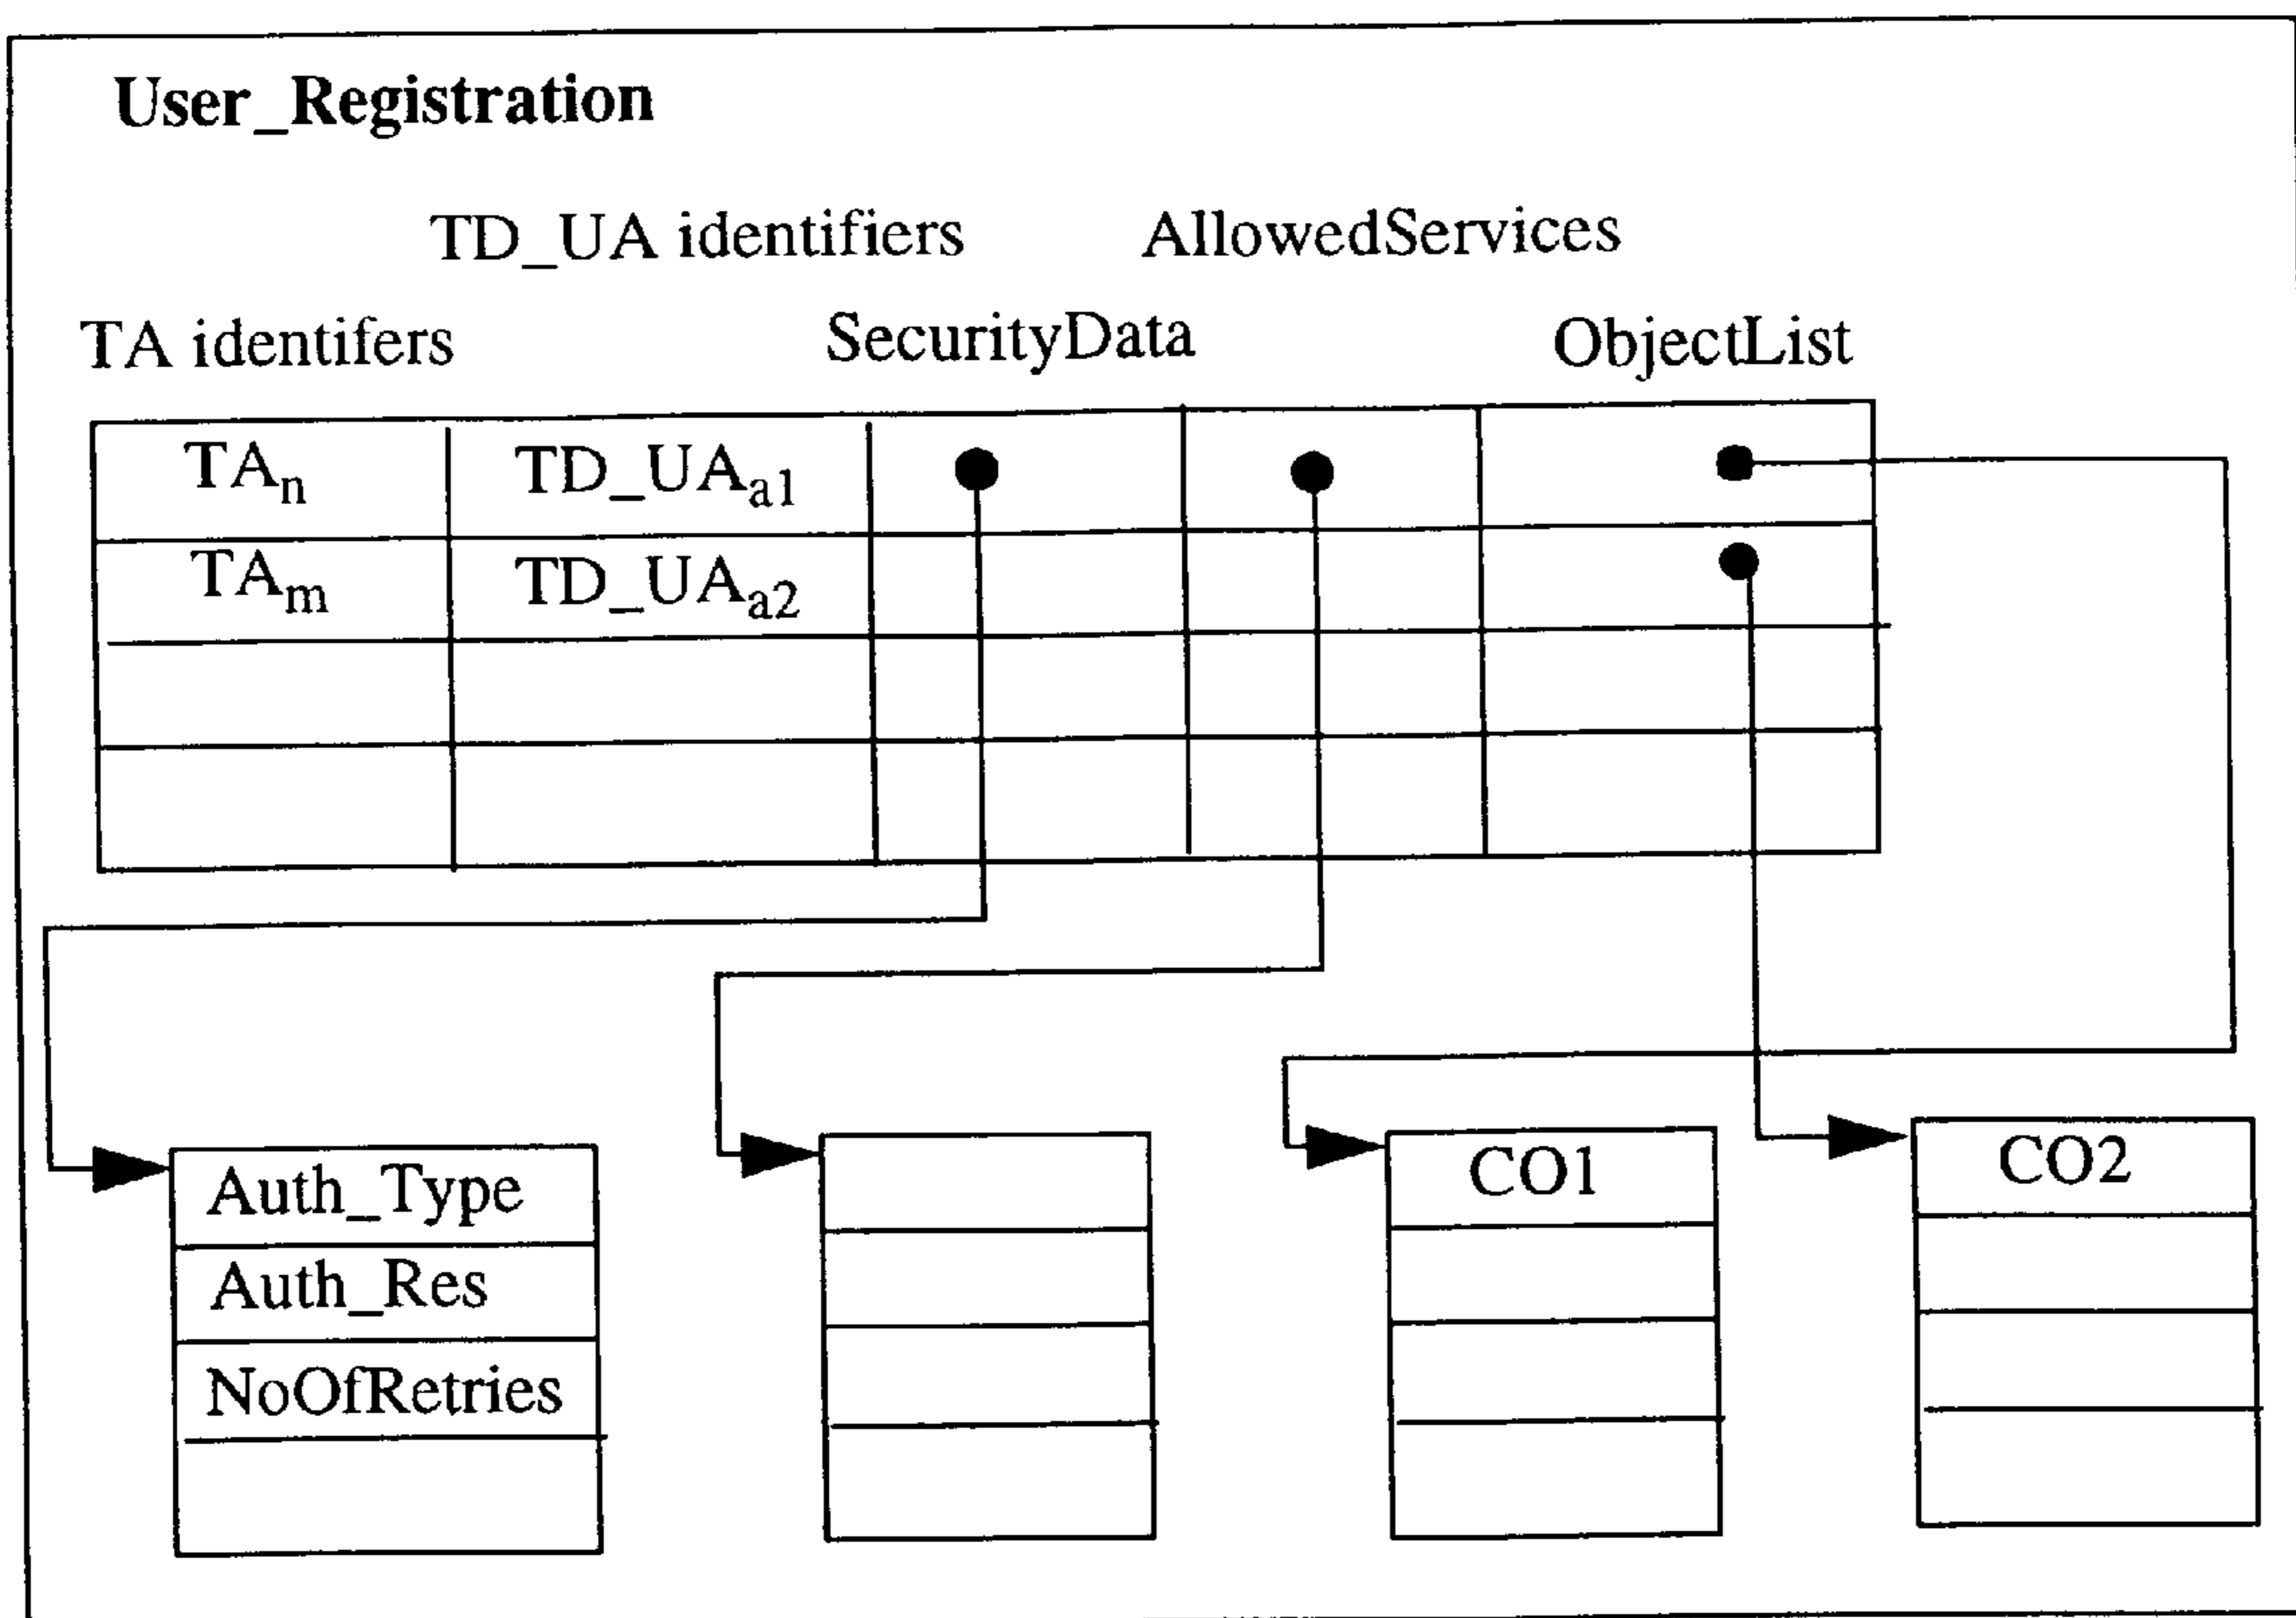 User_Registration
TD_UA identifiers AllowedServices
TA identifers SecurityData ObjectList
TAn TD_UAa1
TAm TD_UAa2
Auth_Type CO1 CO2
Auth_Res
NoOfRetries